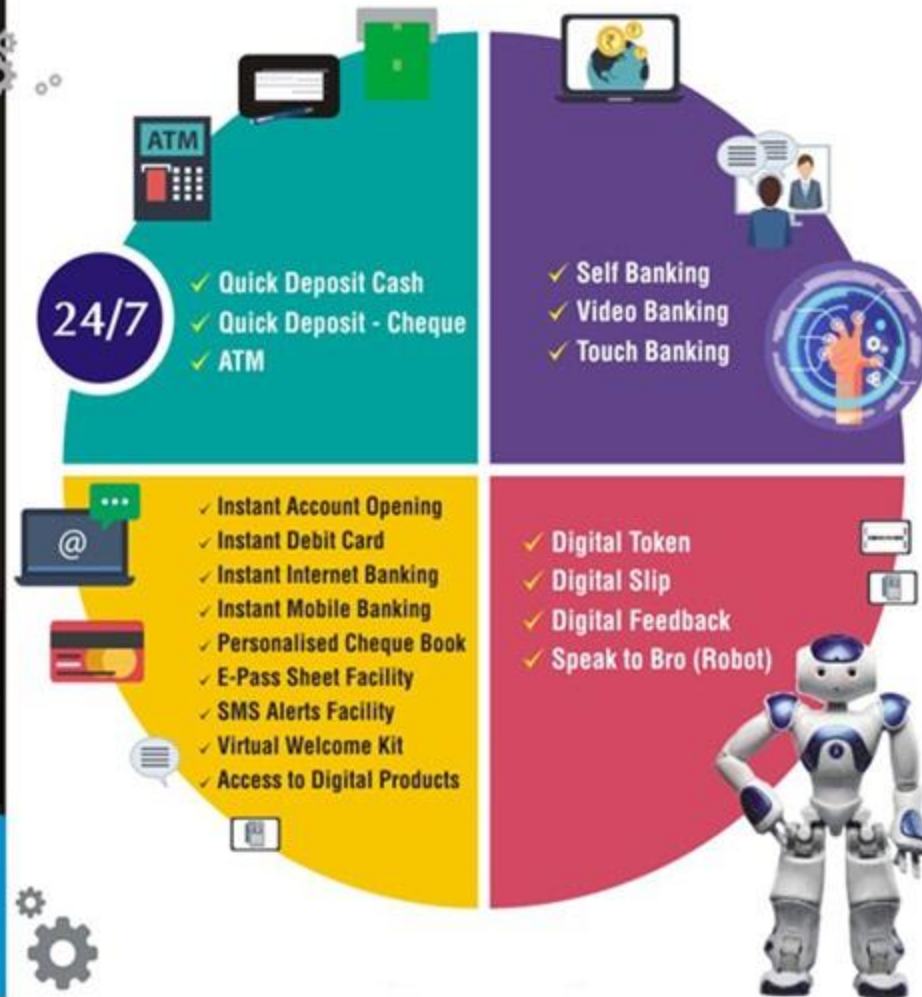 ATM
24/7
✓ Quick Deposit Cash
✓ Quick Deposit - Cheque
✓ ATM
✓ Self Banking
✓ Video Banking
✓ Touch Banking
@
✓ Instant Account Opening
✓ Instant Debit Card
✓ Instant Internet Banking
✓ Instant Mobile Banking
✓ Personalised Cheque Book
✓ E-Pass Sheet Facility
✓ SMS Alerts Facility
✓ Virtual Welcome Kit
✓ Access to Digital Products
✓ Digital Token
✓ Digital Slip
✓ Digital Feedback
✓ Speak to Bro (Robot)